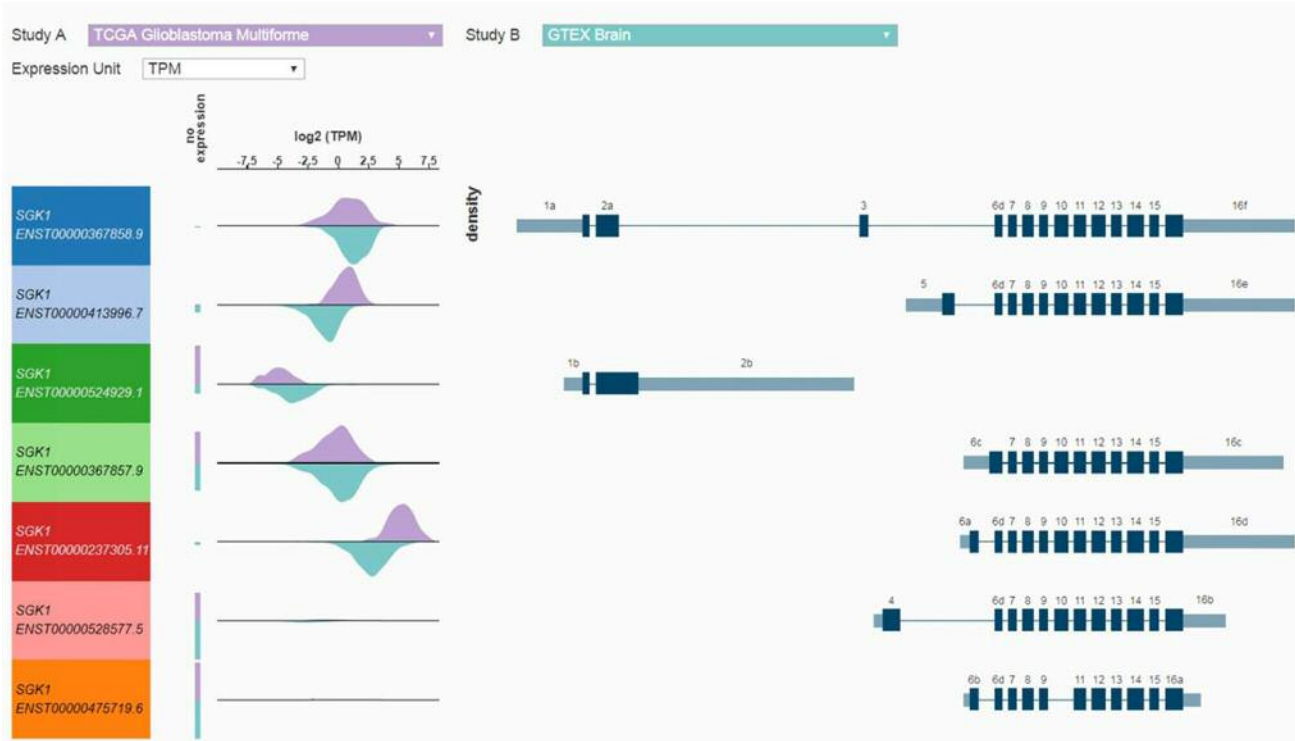 Study A TCGA Glioblastoma Multiforme Study B GTEX Brain
Expression Unit TPM
no expression
log2 (TPM)
-7,5 -5 -2,5 0 2,5 5 7,5
density
SGK1
ENST00000367858.9
1a 2a 3 6d 7 8 9 10 11 12 13 14 15 16f
SGK1
ENST00000413996.7
5 6d 7 8 9 10 11 12 13 14 15 16e
SGK1
ENST00000524929.1
1b 2b
SGK1
ENST00000367857.9
6c 7 8 9 10 11 12 13 14 15 16c
SGK1
ENST00000237305.11
6a 6d 7 8 9 10 11 12 13 14 15 16d
SGK1
ENST00000528577.5
4 6d 7 8 9 10 11 12 13 14 15 16b
SGK1
ENST00000475719.6
6b 6d 7 8 9 11 12 13 14 15 16a